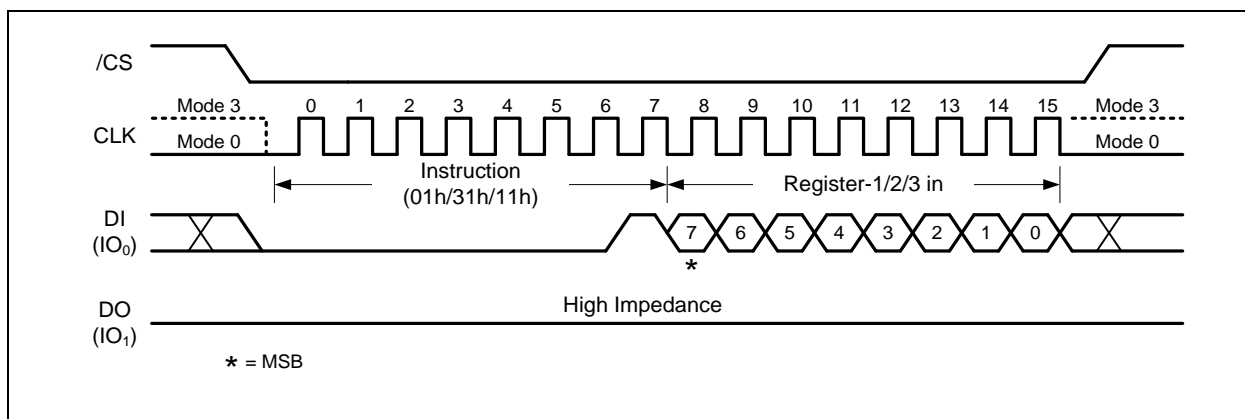 /CS
Mode 3 0 1 2 3 4 5 6 7 8 9 10 11 12 13 14 15 Mode 3
CLK
Mode 0 Mode 0
Instruction
(01h/31h/11h)
Register-1/2/3 in
DI
(IO₀)
7 6 5 4 3 2 1 0
*
High Impedance
DO
(IO₁)
* = MSB